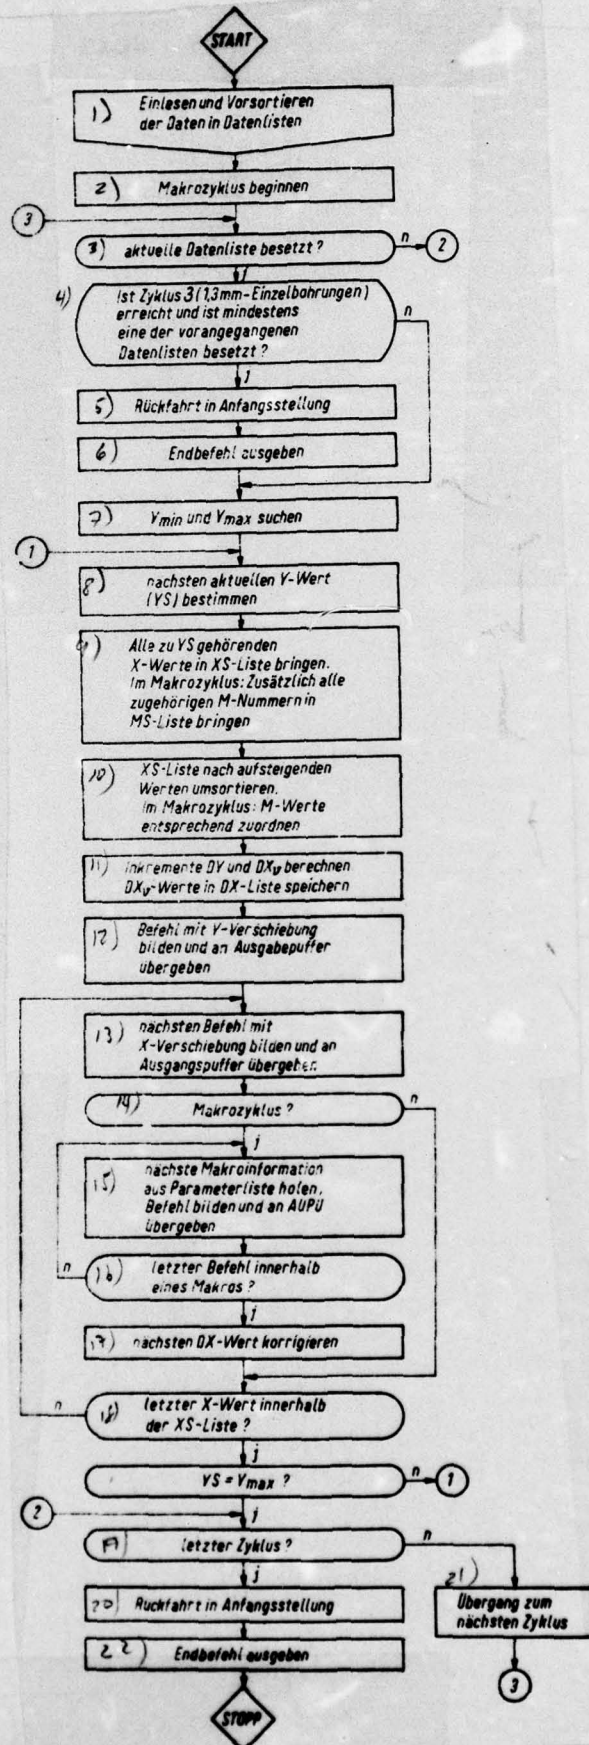 START
1) Einlesen und Vorsortieren
der Daten in Datenlisten
2) Makrozyklus beginnen
3
3) aktuelle Datenliste besetzt ?
n
2
j
4) Ist Zyklus 3 (1,3mm-Einzelbohrungen)
erreicht und ist mindestens
eine der vorangegangenen
Datenlisten besetzt ?
n
j
5) Rückfahrt in Anfangsstellung
6) Endbefehl ausgeben
7) Ymin und Ymax suchen
1
8) nächsten aktuellen Y-Wert
(YS) bestimmen
9) Alle zu YS gehörenden
X-Werte in XS-Liste bringen.
Im Makrozyklus: Zusätzlich alle
zugehörigen M-Nummern in
MS-Liste bringen
10) XS-Liste nach aufsteigenden
Werten umsortieren.
Im Makrozyklus: M-Werte
entsprechend zuordnen
11) Inkremente DY und DXν berechnen
DXν-Werte in DX-Liste speichern
12) Befehl mit Y-Verschiebung
bilden und an Ausgabepuffer
übergeben
13) nächsten Befehl mit
X-Verschiebung bilden und an
Ausgangspuffer übergeben.
14) Makrozyklus ?
n
j
15) nächste Makroinformation
aus Parameterliste holen,
Befehl bilden und an AUPU
übergeben
n
16) letzter Befehl innerhalb
eines Makros ?
j
17) nächsten DX-Wert korrigieren
n
18) letzter X-Wert innerhalb
der XS-Liste ?
j
YS = Ymax ?
n
1
2
j
19) letzter Zyklus ?
n
j
20) Rückfahrt in Anfangsstellung
21)
Übergang zum
nächsten Zyklus
22) Endbefehl ausgeben
3
STOPP